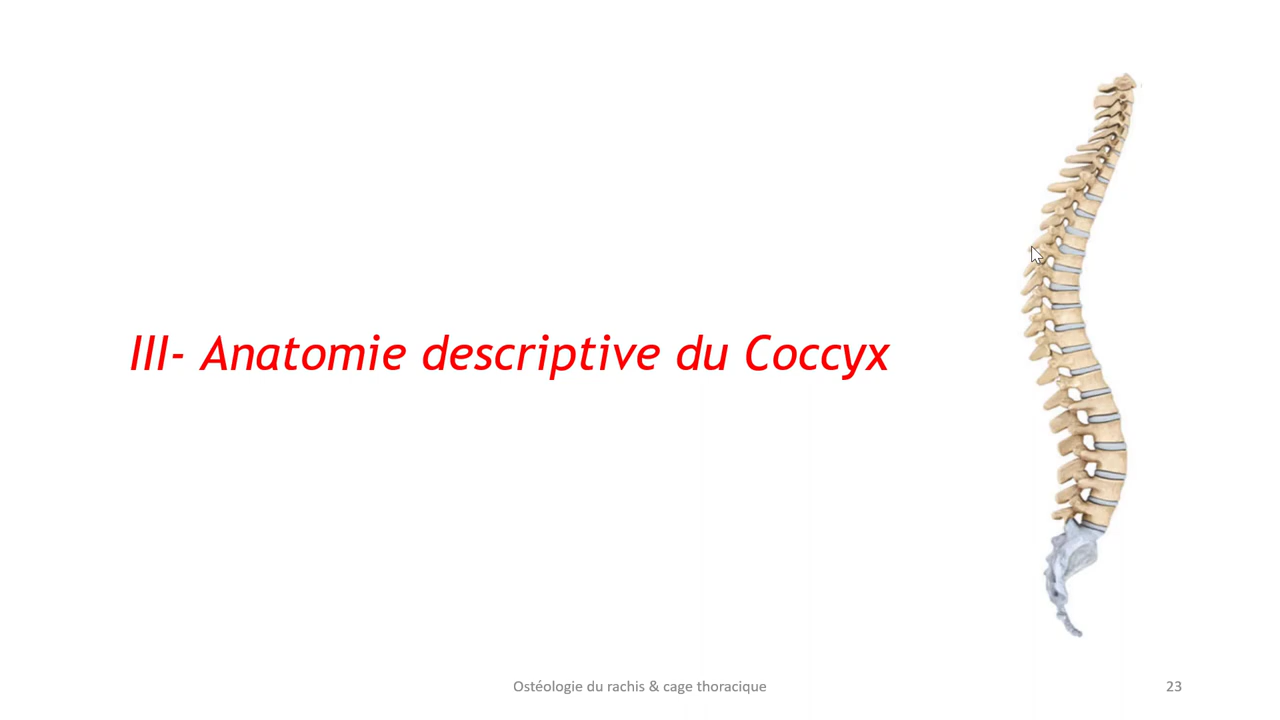 III- Anatomie descriptive du Coccyx
Ostéologie du rachis & cage thoracique
23